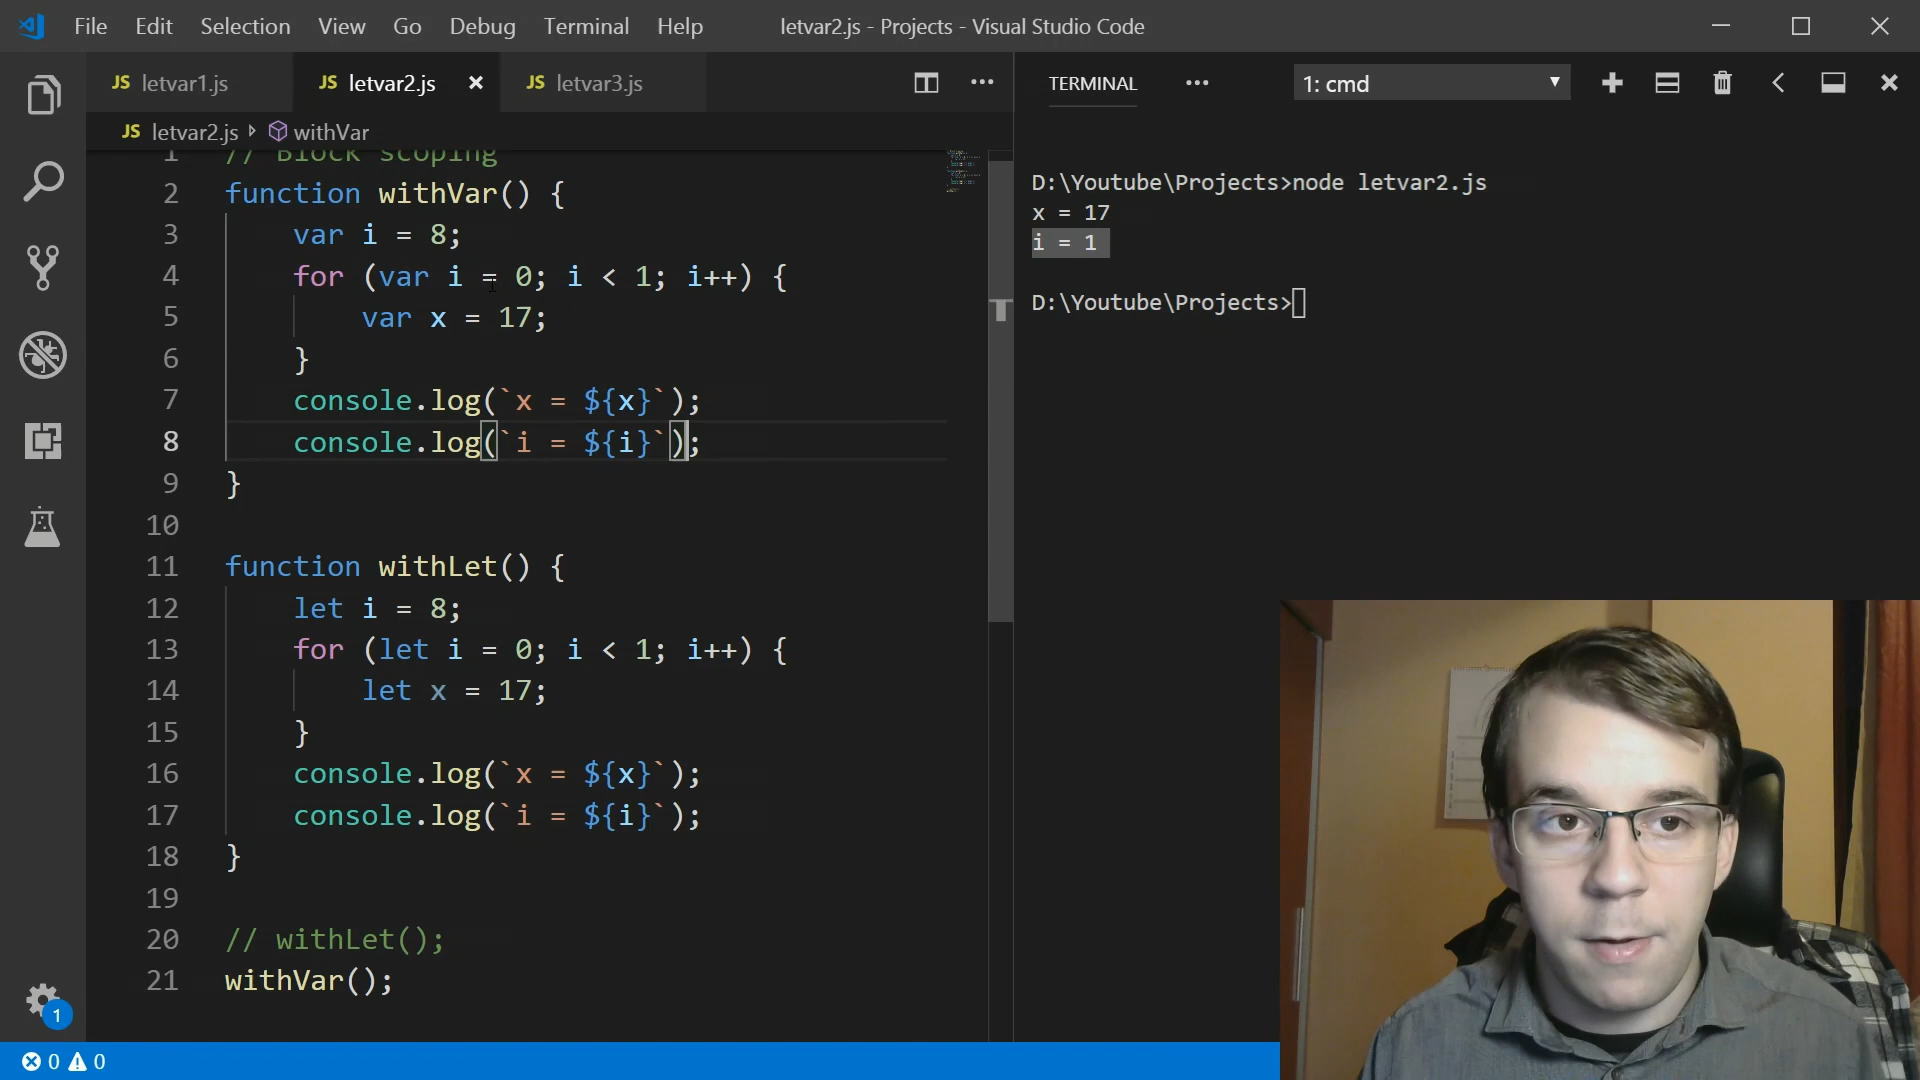 File Edit Selection View Go Debug Terminal Help letvar2.js - Projects - Visual Studio Code
JS letvar1.js JS letvar2.js JS letvar3.js
JS letvar2.js withVar
1 // Block scoping
2 function withVar() {
3 var i = 8;
4 for (var i = 0; i < 1; i++) {
5 var x = 17;
6 }
7 console.log(`x = ${x}`);
8 console.log(`i = ${i}`);
9 }
10
11 function withLet() {
12 let i = 8;
13 for (let i = 0; i < 1; i++) {
14 let x = 17;
15 }
16 console.log(`x = ${x}`);
17 console.log(`i = ${i}`);
18 }
19
20 // withLet();
21 withVar();
1
0 0
TERMINAL 1: cmd
D:\Youtube\Projects>node letvar2.js
x = 17
i = 1
D:\Youtube\Projects>